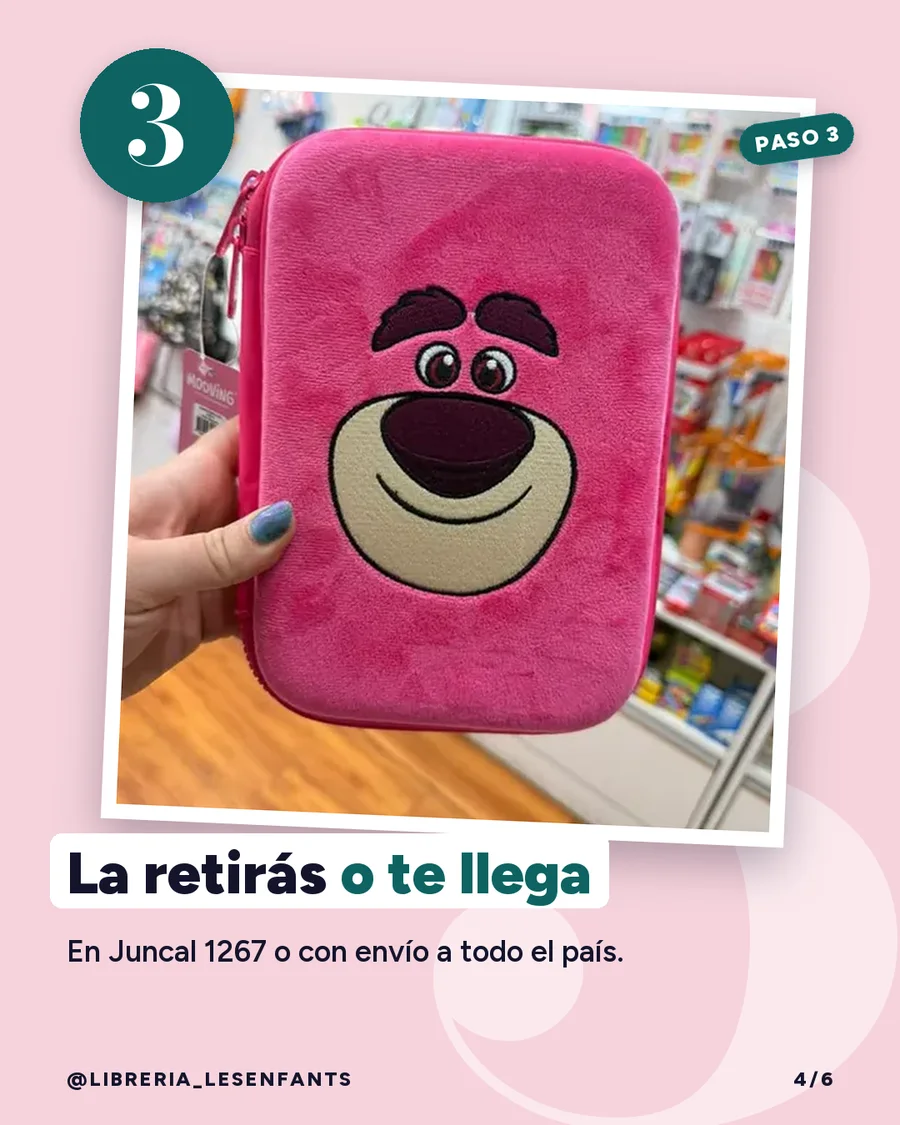 3
PASO 3
MOOVING
La retirás o te llega
En Juncal 1267 o con envío a todo el país.
@LIBRERIA_LESENFANTS
4/6